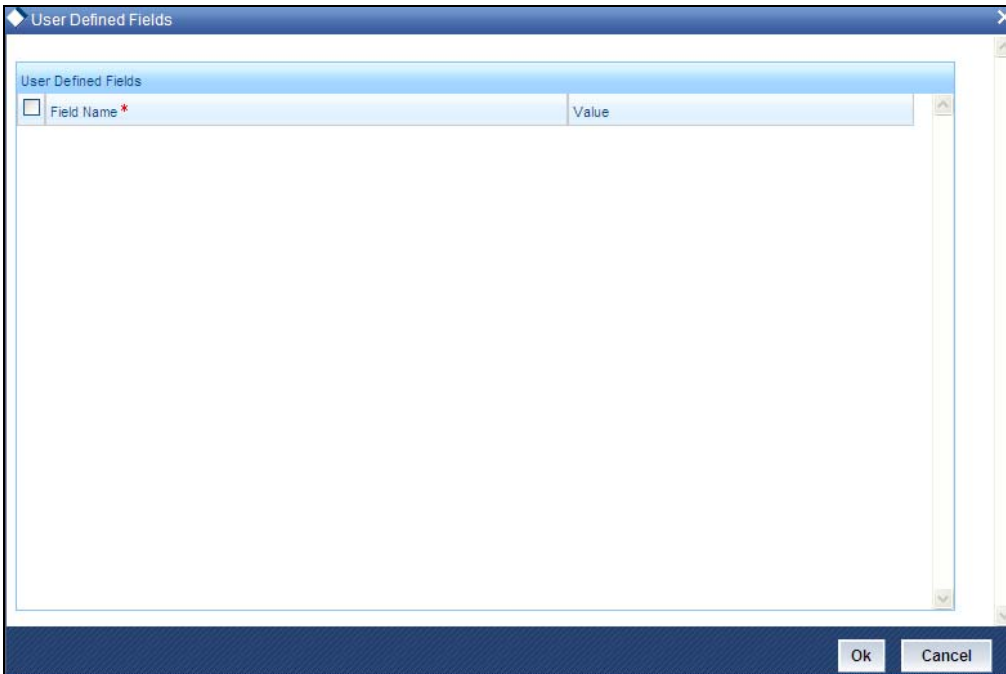 User Defined Fields
User Defined Fields
Field Name * Value
Ok Cancel